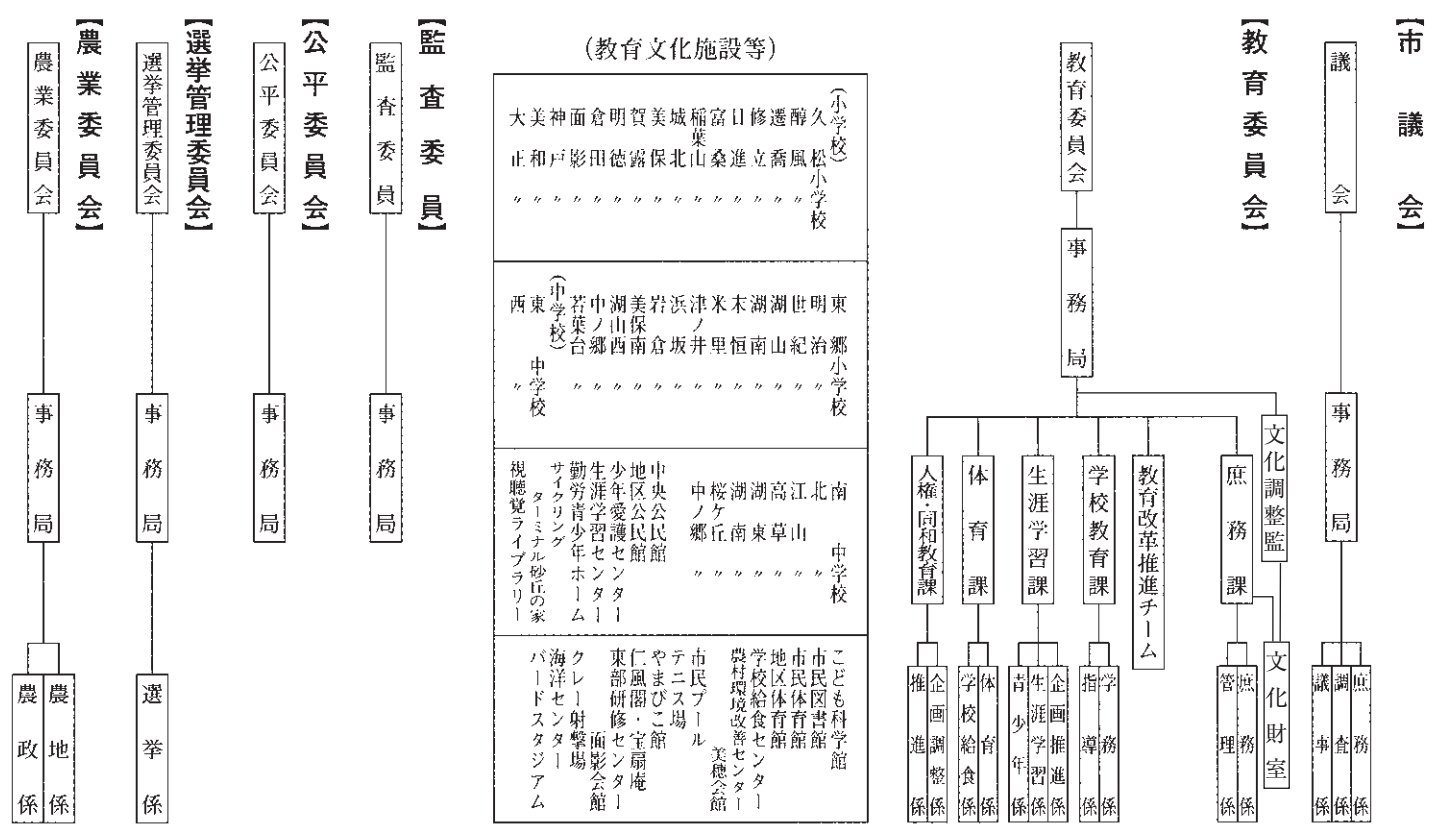 【市議会】
議会
事務局
庶務係
調査係
議事係
【教育委員会】
教育委員会
事務局
文化調整監
庶務課
文化財室
庶務係
管理係
教育改革推進チーム
学校教育課
学務係
指導係
生涯学習課
企画推進係
生涯学習係
青少年係
体育課
体育係
学校給食係
人権・同和教育課
企画調整係
推進係
(教育文化施設等)
(小学校)
久松小学校
醇風〃
遷喬〃
修立〃
日進〃
富桑〃
稲葉山〃
城北〃
美保〃
賀露〃
明徳〃
倉田〃
面影〃
神戸〃
美和〃
大正〃
東郷小学校
明治〃
世紀〃
湖山〃
湖南〃
末恒〃
米里〃
津ノ井〃
浜坂〃
岩倉〃
美保南〃
湖山西〃
中ノ郷〃
若葉台〃
(中学校)
東中学校
西〃
南中学校
北〃
江山〃
高草〃
湖東〃
湖南〃
桜ケ丘〃
中ノ郷〃
中央公民館
地区公民館
少年愛護センター
生涯学習センター
勤労青少年ホーム
サイクリング
ターミナル砂丘の家
視聴覚ライブラリー
こども科学館
市民図書館
市民体育館
地区体育館
学校給食センター
農村環境改善センター
美穂会館
市民プール
テニス場
やまびこ館
仁風閣・宝扇庵
東部研修センター
面影会館
クレー射撃場
海洋センター
バードスタジアム
【監査委員】
監査委員
事務局
【公平委員会】
公平委員会
事務局
【選挙管理委員会】
選挙管理委員会
事務局
選挙係
【農業委員会】
農業委員会
事務局
農地係
農政係